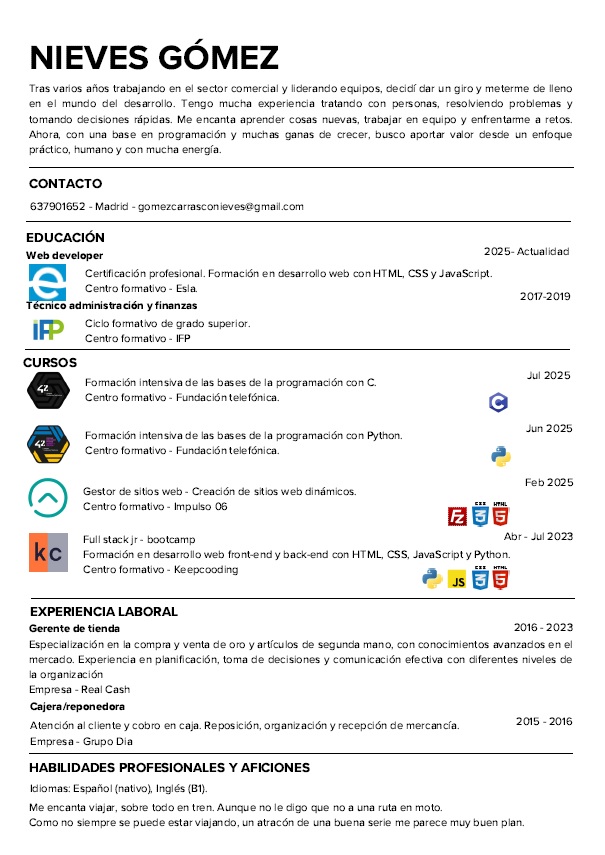 NIEVES GÓMEZ
Tras varios años trabajando en el sector comercial y liderando equipos, decidí dar un giro y meterme de lleno
en el mundo del desarrollo. Tengo mucha experiencia tratando con personas, resolviendo problemas y
tomando decisiones rápidas. Me encanta aprender cosas nuevas, trabajar en equipo y enfrentarme a retos.
Ahora, con una base en programación y muchas ganas de crecer, busco aportar valor desde un enfoque
práctico, humano y con mucha energía.
CONTACTO
637901652 - Madrid - gomezcarrasconieves@gmail.com
EDUCACIÓN
Web developer
2025- Actualidad
Certificación profesional. Formación en desarrollo web con HTML, CSS y JavaScript.
Centro formativo - Esla.
Técnico administración y finanzas
2017-2019
iFP
Ciclo formativo de grado superior.
Centro formativo - IFP
CURSOS
Jul 2025
42
Formación intensiva de las bases de la programación con C.
Centro formativo - Fundación telefónica.
C
Jun 2025
42
Formación intensiva de las bases de la programación con Python.
Centro formativo - Fundación telefónica.
Feb 2025
Gestor de sitios web - Creación de sitios web dinámicos.
Centro formativo - Impulso 06
FZ CSS 3 HTML 5
kc
Full stack jr - bootcamp
Abr - Jul 2023
Formación en desarrollo web front-end y back-end con HTML, CSS, JavaScript y Python.
Centro formativo - Keepcooding
JS CSS 3 HTML 5
EXPERIENCIA LABORAL
Gerente de tienda
2016 - 2023
Especialización en la compra y venta de oro y artículos de segunda mano, con conocimientos avanzados en el
mercado. Experiencia en planificación, toma de decisiones y comunicación efectiva con diferentes niveles de
la organización
Empresa - Real Cash
Cajera/reponedora
2015 - 2016
Atención al cliente y cobro en caja. Reposición, organización y recepción de mercancía.
Empresa - Grupo Dia
HABILIDADES PROFESIONALES Y AFICIONES
Idiomas: Español (nativo), Inglés (B1).
Me encanta viajar, sobre todo en tren. Aunque no le digo que no a una ruta en moto.
Como no siempre se puede estar viajando, un atracón de una buena serie me parece muy buen plan.